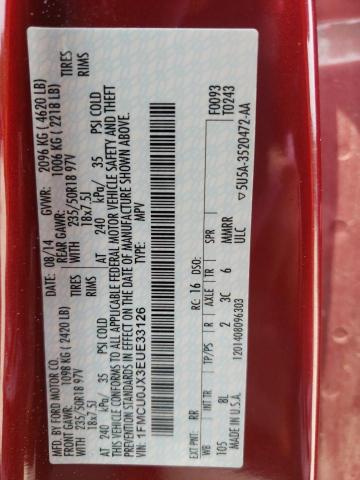 MFD. BY FORD MOTOR CO.
DATE: 08/14 GVWR: 2096 KG ( 4620 LB)
FRONT GAWR: 1098 KG ( 2420 LB) REAR GAWR: 1006 KG ( 2218 LB)
WITH 235/50R18 97V TIRES WITH 235/50R18 97V TIRES
18x7.5J RIMS 18x7.5J RIMS
AT 240 kPa/ 35 PSI COLD AT 240 kPa/ 35 PSI COLD
THIS VEHICLE CONFORMS TO ALL APPLICABLE FEDERAL MOTOR VEHICLE SAFETY AND THEFT
PREVENTION STANDARDS IN EFFECT ON THE DATE OF MANUFACTURE SHOWN ABOVE.
VIN: 1FMCU0JX3EUE33126
TYPE: MPV
F0093
T0243
EXT PNT: RR RC: 16 DSO:
WB INT TR TP/PS R AXLE TR SPR
105 8L 2 3C 6 MMRR
ULC
5U5A-3520472-AA
1201408096303
MADE IN U.S.A.